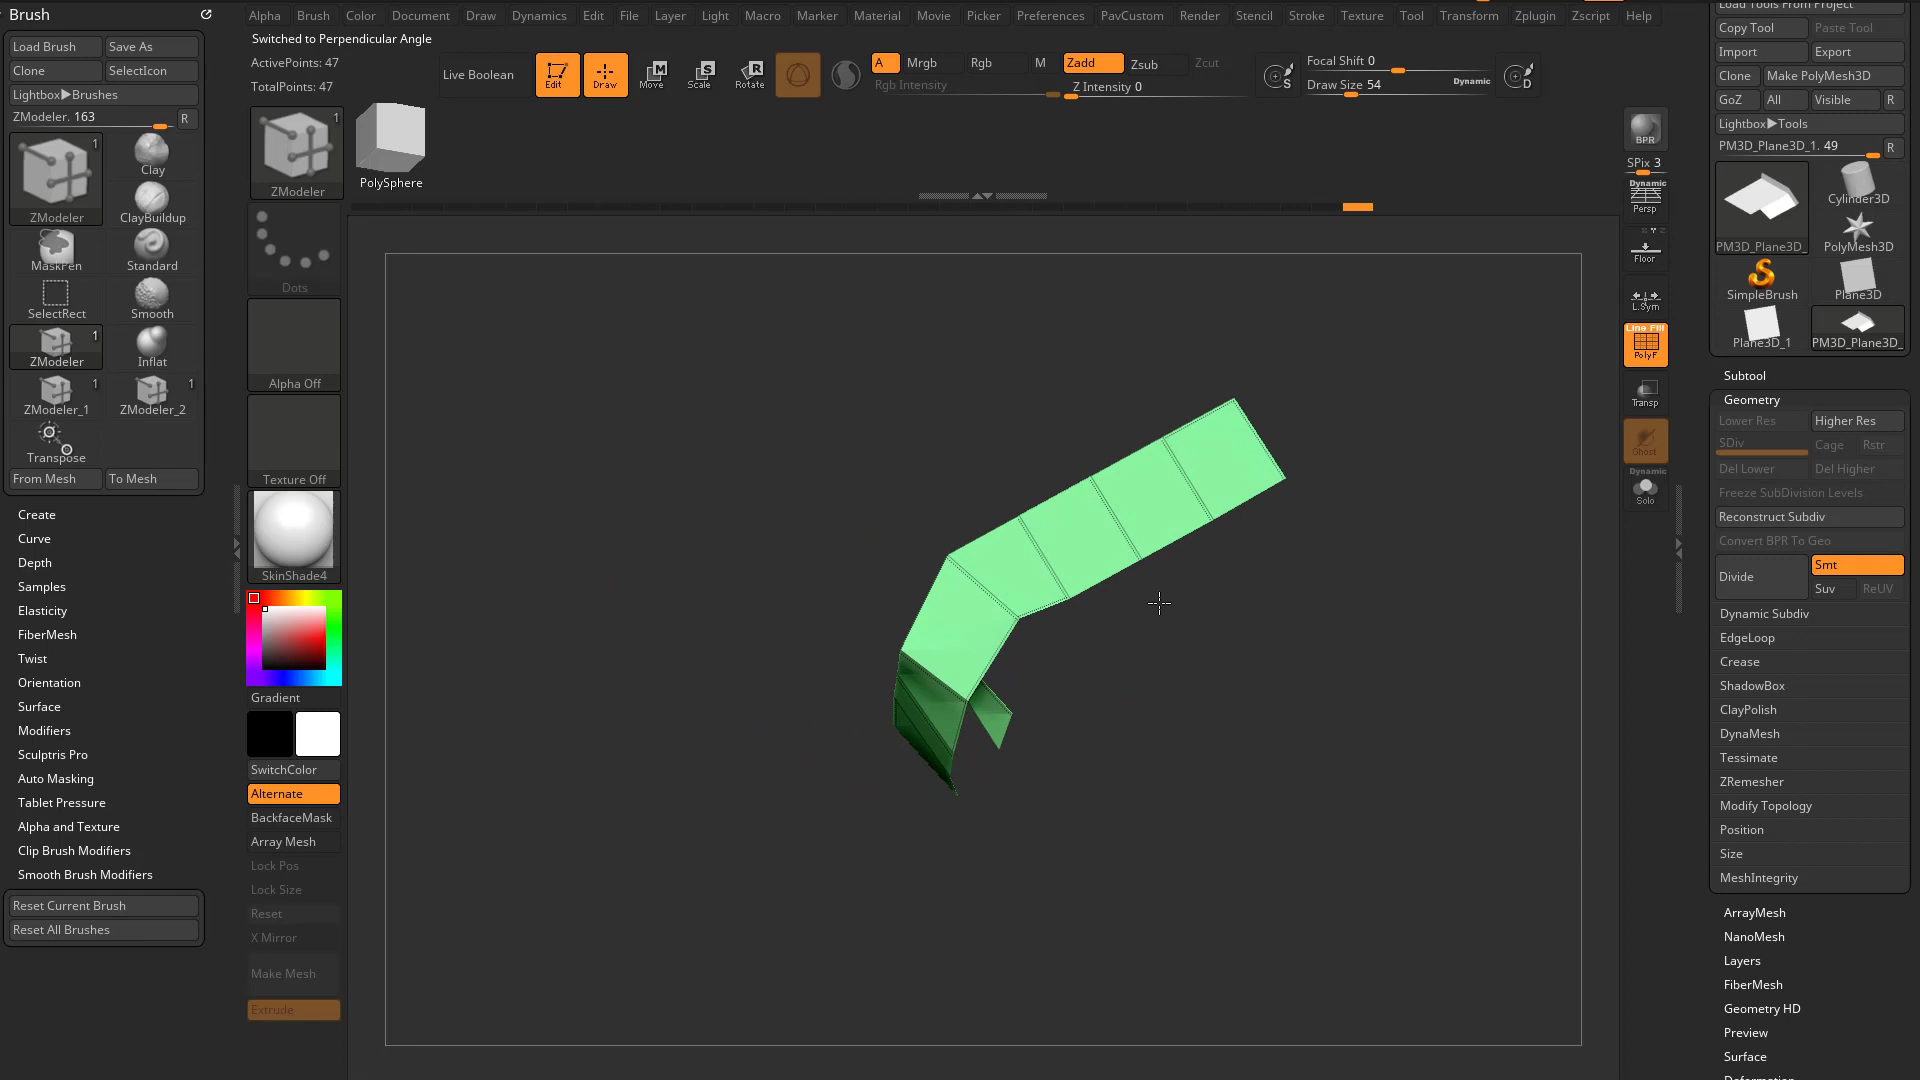 Brush
Load Brush
Save As
Clone
SelectIcon
Lightbox▶Brushes
ZModeler. 163
R
1
ZModeler
Clay
ClayBuildup
MaskPen
Standard
SelectRect
Smooth
1
ZModeler
Inflat
1
ZModeler_1
1
ZModeler_2
Transpose
From Mesh
To Mesh
Create
Curve
Depth
Samples
Elasticity
FiberMesh
Twist
Orientation
Surface
Modifiers
Sculptris Pro
Auto Masking
Tablet Pressure
Alpha and Texture
Clip Brush Modifiers
Smooth Brush Modifiers
Reset Current Brush
Reset All Brushes
Alpha Brush Color Document Draw Dynamics Edit File Layer Light Macro Marker Material Movie Picker Preferences PavCustom Render Stencil Stroke Texture Tool Transform Zplugin Zscript Help
Switched to Perpendicular Angle
ActivePoints: 47
TotalPoints: 47
Live Boolean
Edit
Draw
M
Move
S
Scale
R
Rotate
A
Mrgb
Rgb
M
Zadd
Zsub
Zcut
Rgb Intensity
Z Intensity 0
S
Focal Shift 0
Draw Size 54
Dynamic
D
1
ZModeler
PolySphere
Dots
Alpha Off
Texture Off
SkinShade4
Gradient
SwitchColor
Alternate
BackfaceMask
Array Mesh
Lock Pos
Lock Size
Reset
X Mirror
Make Mesh
Extrude
BPR
SPix 3
Dynamic
Persp
Floor
L.Sym
Line Fill
PolyF
Transp
Ghost
Dynamic
Solo
Load Tools From Project
Copy Tool
Paste Tool
Import
Export
Clone
Make PolyMesh3D
GoZ
All
Visible
R
Lightbox▶Tools
PM3D_Plane3D_1. 49
R
PM3D_Plane3D_
Cylinder3D
PolyMesh3D
SimpleBrush
Plane3D
Plane3D_1
PM3D_Plane3D_
Subtool
Geometry
Lower Res
Higher Res
SDiv
Cage
Rstr
Del Lower
Del Higher
Freeze SubDivision Levels
Reconstruct Subdiv
Convert BPR To Geo
Divide
Smt
Suv
ReUV
Dynamic Subdiv
EdgeLoop
Crease
ShadowBox
ClayPolish
DynaMesh
Tessimate
ZRemesher
Modify Topology
Position
Size
MeshIntegrity
ArrayMesh
NanoMesh
Layers
FiberMesh
Geometry HD
Preview
Surface